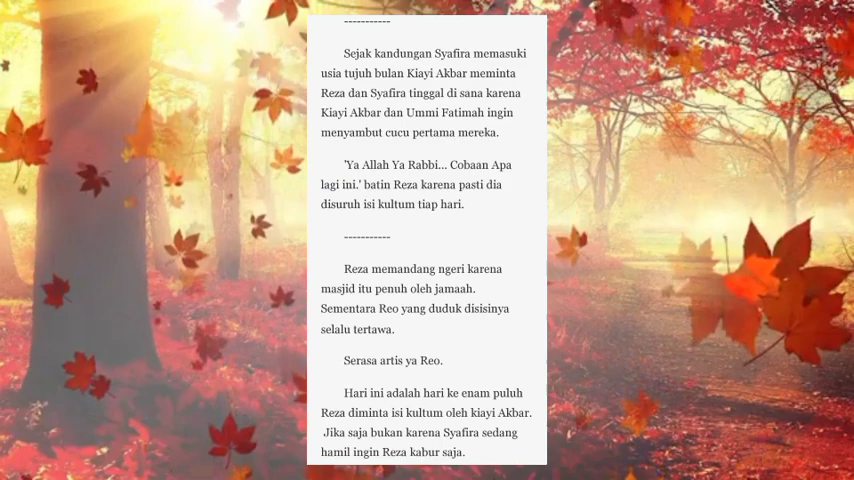 -----------
Sejak kandungan Syafira memasuki
usia tujuh bulan Kiayi Akbar meminta
Reza dan Syafira tinggal di sana karena
Kiayi Akbar dan Ummi Fatimah ingin
menyambut cucu pertama mereka.
'Ya Allah Ya Rabbi... Cobaan Apa
lagi ini.' batin Reza karena pasti dia
disuruh isi kultum tiap hari.
-----------
Reza memandang ngeri karena
masjid itu penuh oleh jamaah.
Sementara Reo yang duduk disisinya
selalu tertawa.
Serasa artis ya Reo.
Hari ini adalah hari ke enam puluh
Reza diminta isi kultum oleh kiayi Akbar.
Jika saja bukan karena Syafira sedang
hamil ingin Reza kabur saja.